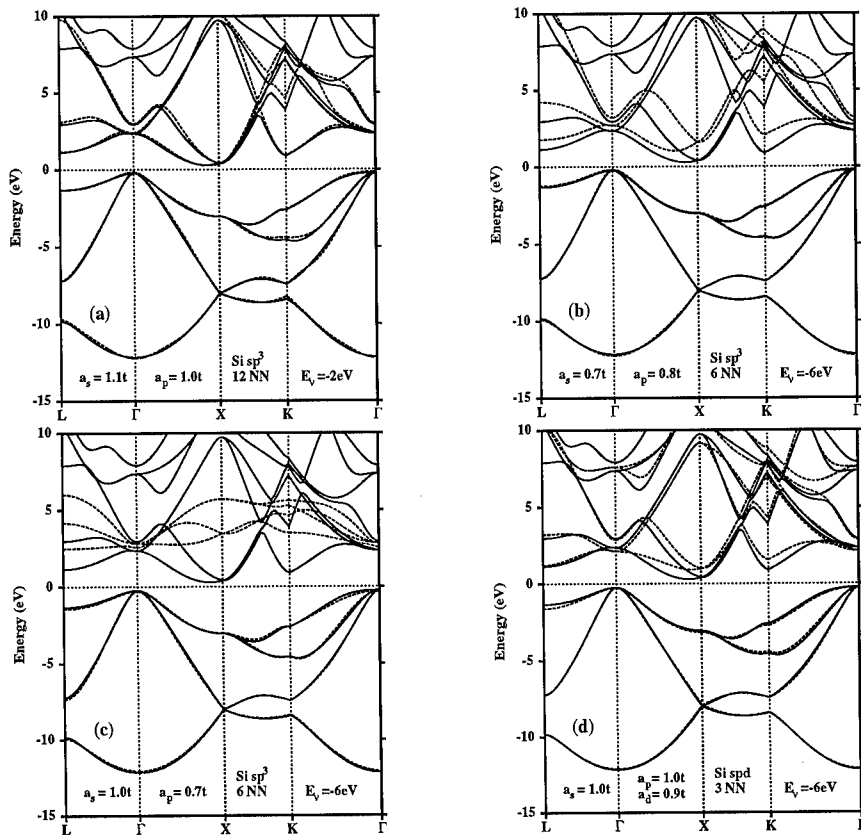 10
5
0
-5
-10
-15
Energy (eV)
(a)
a_s = 1.1t
a_p = 1.0t
Si sp^3
12 NN
E_ν = -2eV
L Γ X K Γ
10
5
0
-5
-10
-15
Energy (eV)
(b)
a_s = 0.7t
a_p = 0.8t
Si sp^3
6 NN
E_ν = -6eV
L Γ X K Γ
10
5
0
-5
-10
-15
Energy (eV)
(c)
a_s = 1.0t
a_p = 0.7t
Si sp^3
6 NN
E_ν = -6eV
L Γ X K Γ
10
5
0
-5
-10
-15
Energy (eV)
(d)
a_s = 1.0t
a_p = 1.0t
a_d = 0.9t
Si spd
3 NN
E_ν = -6eV
L Γ X K